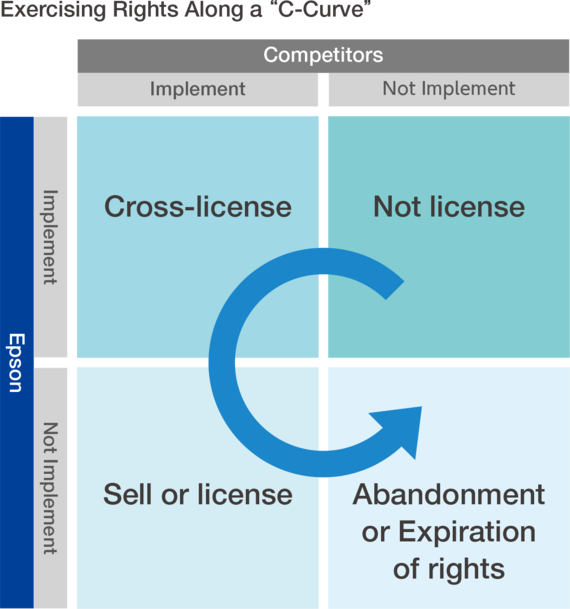 Exercising Rights Along a “C-Curve”
Competitors
Implement
Not Implement
Epson
Implement
Cross-license
Not license
Not Implement
Sell or license
Abandonment
or Expiration
of rights